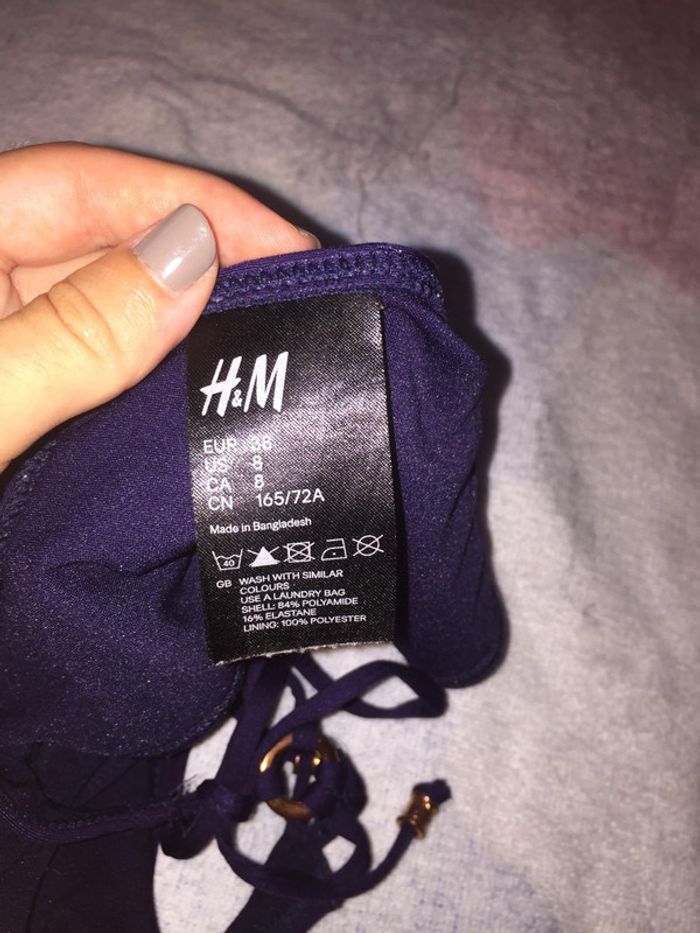 H&M
EUR 38
US 8
CA 8
CN 165/72A
Made in Bangladesh
40
GB WASH WITH SIMILAR
COLOURS
USE A LAUNDRY BAG
SHELL: 84% POLYAMIDE
16% ELASTANE
LINING: 100% POLYESTER